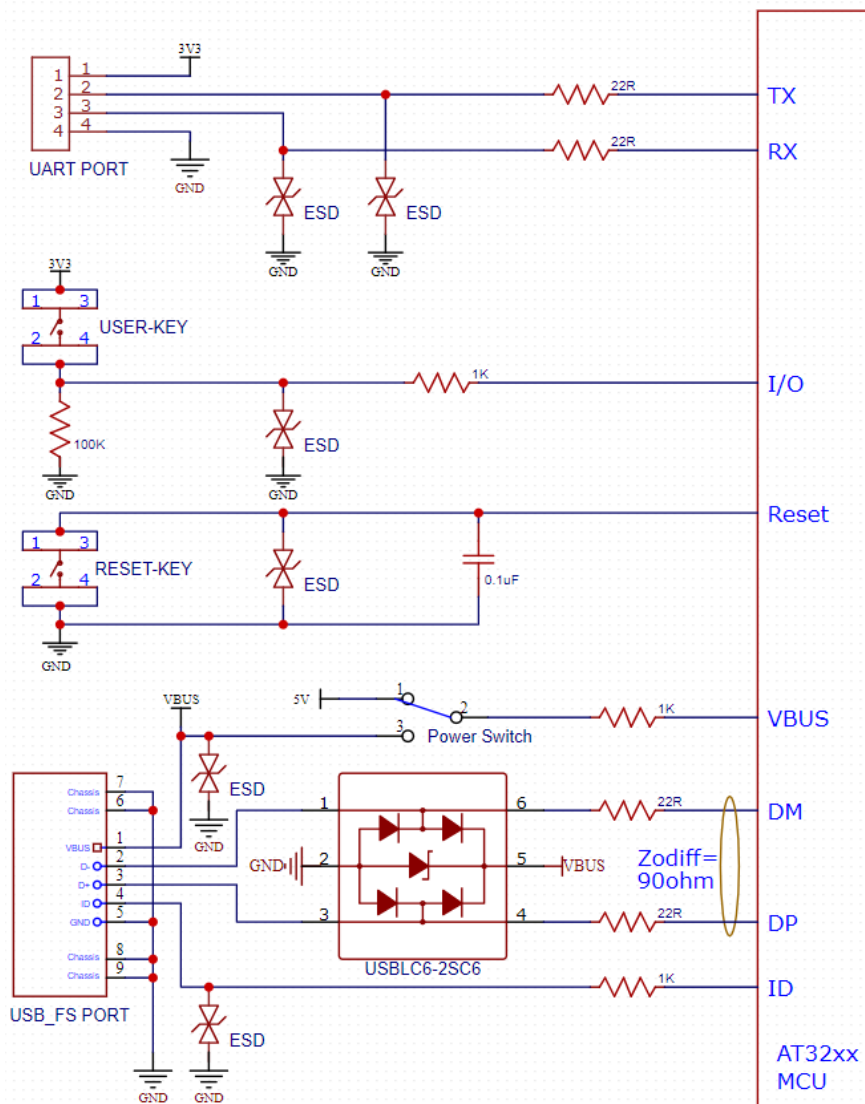 3V3
1 1
2 2
3 3
4 4
UART PORT
GND
22R
TX
22R
RX
ESD
ESD
GND
GND
3V3
1 3
2 4
USER-KEY
1K
I/O
100K
ESD
GND
GND
Reset
1 3
2 4
RESET-KEY
ESD
0.1uF
GND
VBUS
5V
1
2
3
Power Switch
1K
VBUS
ESD
GND
Chassis 7
Chassis 6
VBUS 1
D- 2
D+ 3
ID 4
GND 5
Chassis 8
Chassis 9
USB_FS PORT
1 6
GND 2 5 VBUS
3 4
USBLC6-2SC6
22R
DM
Zodiff=
90ohm
22R
DP
1K
ID
ESD
GND
GND
AT32xx
MCU